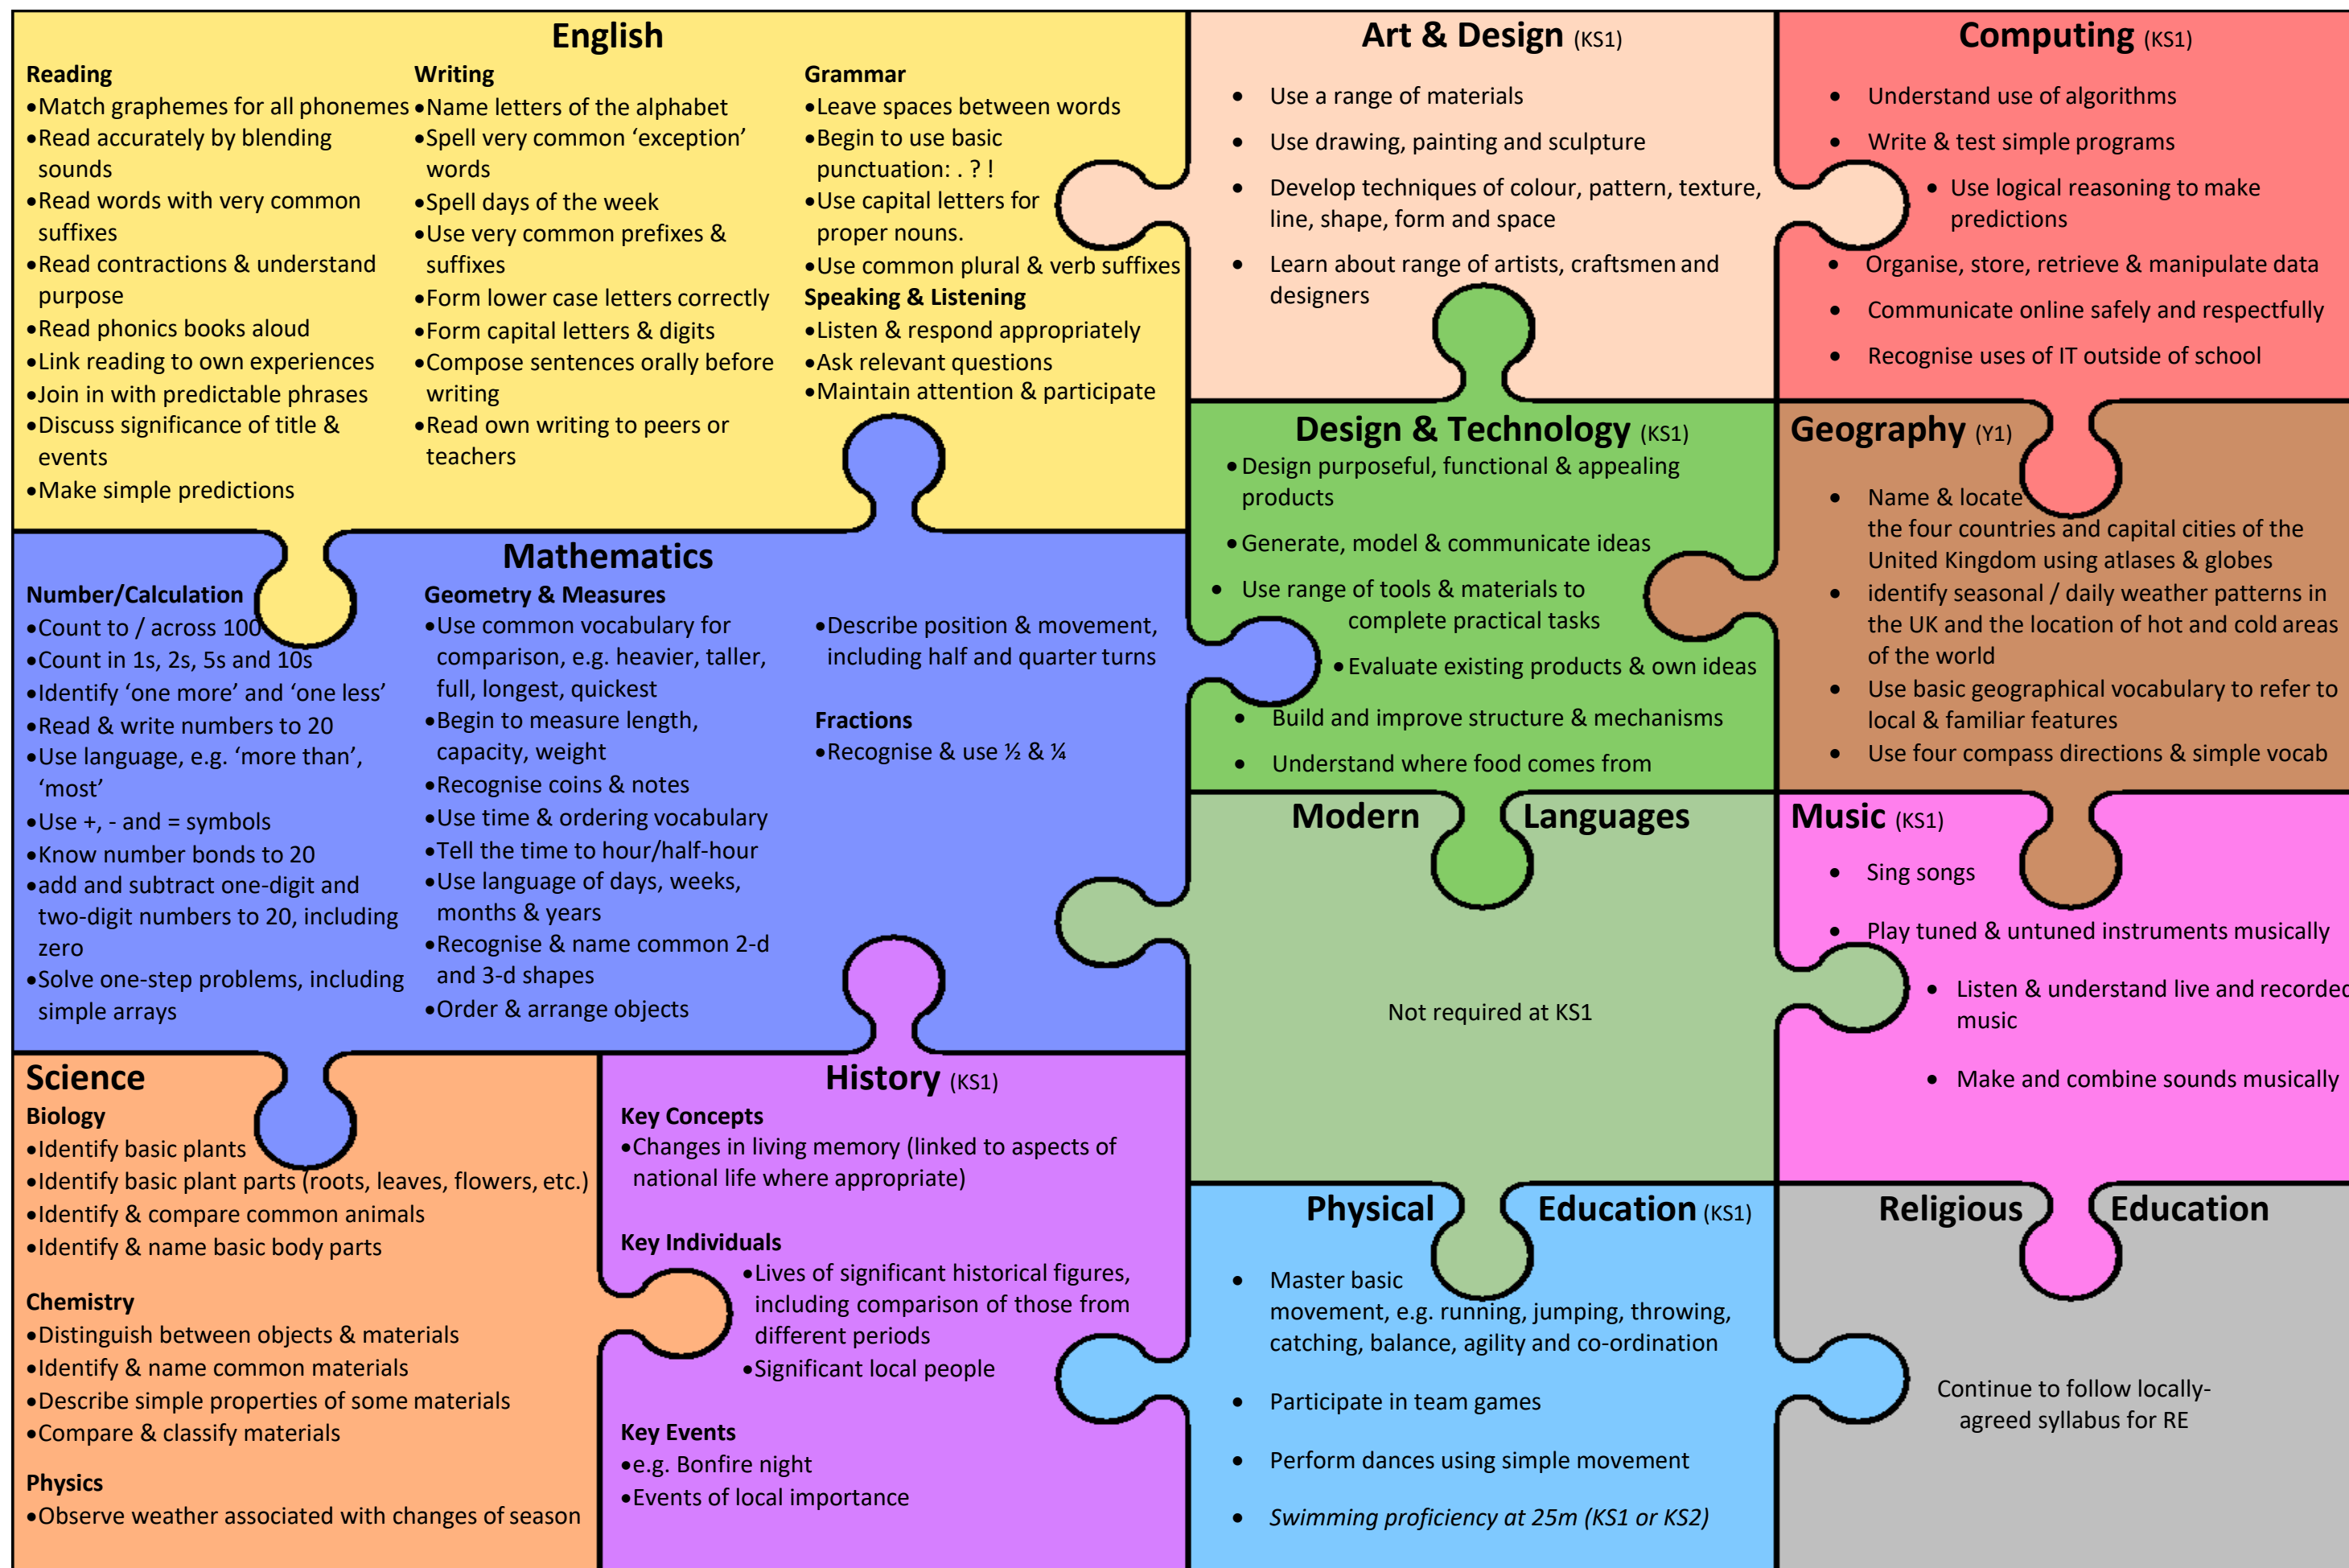 English
Reading
•Match graphemes for all phonemes
•Read accurately by blending
sounds
•Read words with very common
suffixes
•Read contractions & understand
purpose
•Read phonics books aloud
•Link reading to own experiences
•Join in with predictable phrases
•Discuss significance of title &
events
•Make simple predictions
Writing
•Name letters of the alphabet
•Spell very common ‘exception’
words
•Spell days of the week
•Use very common prefixes &
suffixes
•Form lower case letters correctly
•Form capital letters & digits
•Compose sentences orally before
writing
•Read own writing to peers or
teachers
Grammar
•Leave spaces between words
•Begin to use basic
punctuation: . ? !
•Use capital letters for
proper nouns.
•Use common plural & verb suffixes
Speaking & Listening
•Listen & respond appropriately
•Ask relevant questions
•Maintain attention & participate
Art & Design (KS1)
• Use a range of materials
• Use drawing, painting and sculpture
• Develop techniques of colour, pattern, texture,
line, shape, form and space
• Learn about range of artists, craftsmen and
designers
Computing (KS1)
• Understand use of algorithms
• Write & test simple programs
• Use logical reasoning to make
predictions
• Organise, store, retrieve & manipulate data
• Communicate online safely and respectfully
• Recognise uses of IT outside of school
Mathematics
Number/Calculation
•Count to / across 100
•Count in 1s, 2s, 5s and 10s
•Identify ‘one more’ and ‘one less’
•Read & write numbers to 20
•Use language, e.g. ‘more than’,
‘most’
•Use +, - and = symbols
•Know number bonds to 20
•add and subtract one-digit and
two-digit numbers to 20, including
zero
•Solve one-step problems, including
simple arrays
Geometry & Measures
•Use common vocabulary for
comparison, e.g. heavier, taller,
full, longest, quickest
•Begin to measure length,
capacity, weight
•Recognise coins & notes
•Use time & ordering vocabulary
•Tell the time to hour/half-hour
•Use language of days, weeks,
months & years
•Recognise & name common 2-d
and 3-d shapes
•Order & arrange objects
•Describe position & movement,
including half and quarter turns
Fractions
•Recognise & use ½ & ¼
Design & Technology (KS1)
• Design purposeful, functional & appealing
products
• Generate, model & communicate ideas
• Use range of tools & materials to
complete practical tasks
• Evaluate existing products & own ideas
• Build and improve structure & mechanisms
• Understand where food comes from
Geography (Y1)
• Name & locate
the four countries and capital cities of the
United Kingdom using atlases & globes
• identify seasonal / daily weather patterns in
the UK and the location of hot and cold areas
of the world
• Use basic geographical vocabulary to refer to
local & familiar features
• Use four compass directions & simple vocab
Modern Languages
Not required at KS1
Music (KS1)
• Sing songs
• Play tuned & untuned instruments musically
• Listen & understand live and recorded
music
• Make and combine sounds musically
Science
Biology
•Identify basic plants
•Identify basic plant parts (roots, leaves, flowers, etc.)
•Identify & compare common animals
•Identify & name basic body parts
Chemistry
•Distinguish between objects & materials
•Identify & name common materials
•Describe simple properties of some materials
•Compare & classify materials
Physics
•Observe weather associated with changes of season
History (KS1)
Key Concepts
•Changes in living memory (linked to aspects of
national life where appropriate)
Key Individuals
•Lives of significant historical figures,
including comparison of those from
different periods
•Significant local people
Key Events
•e.g. Bonfire night
•Events of local importance
Physical Education (KS1)
• Master basic
movement, e.g. running, jumping, throwing,
catching, balance, agility and co-ordination
• Participate in team games
• Perform dances using simple movement
• Swimming proficiency at 25m (KS1 or KS2)
Religious Education
Continue to follow locally-
agreed syllabus for RE